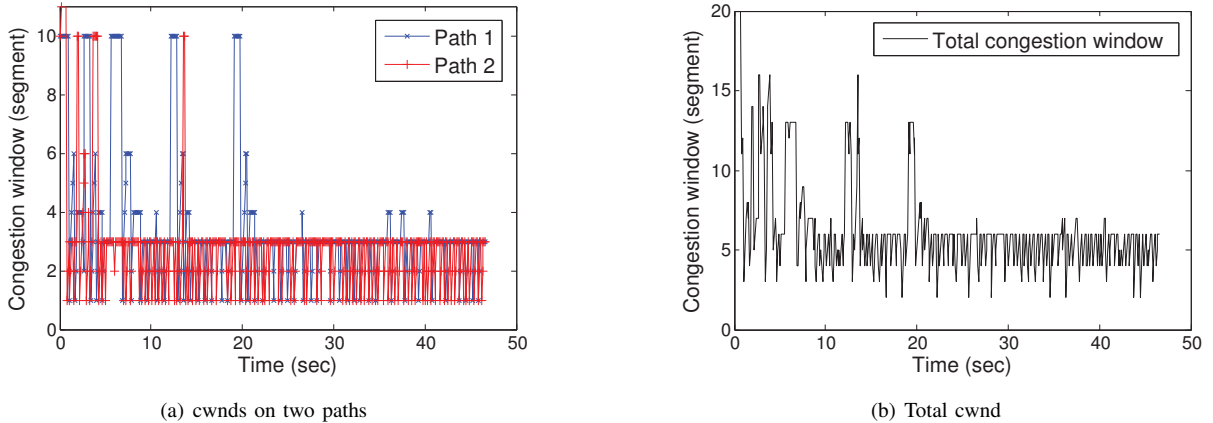 Congestion window (segment)
10
8
6
4
2
0
0
10
20
30
40
50
Time (sec)
Path 1
Path 2
(a) cwnds on two paths
Congestion window (segment)
20
15
10
5
0
0
10
20
30
40
50
Time (sec)
Total congestion window
(b) Total cwnd